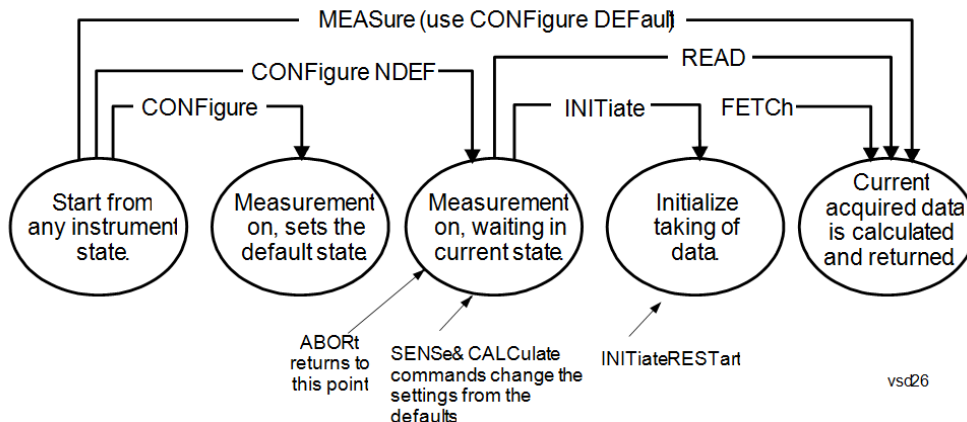 MEASure (use CONFigure DEFault)
CONFigure NDEF
READ
CONFigure
INITiate
FETCh
Start from
any instrument
state.
Measurement
on, sets the
default state.
Measurement
on, waiting in
current state.
Initialize
taking of
data.
Current
acquired data
is calculated
and returned.
ABORt
returns to
this point
SENSe& CALCulate
commands change the
settings from the
defaults
INITiateRESTart
vsd26